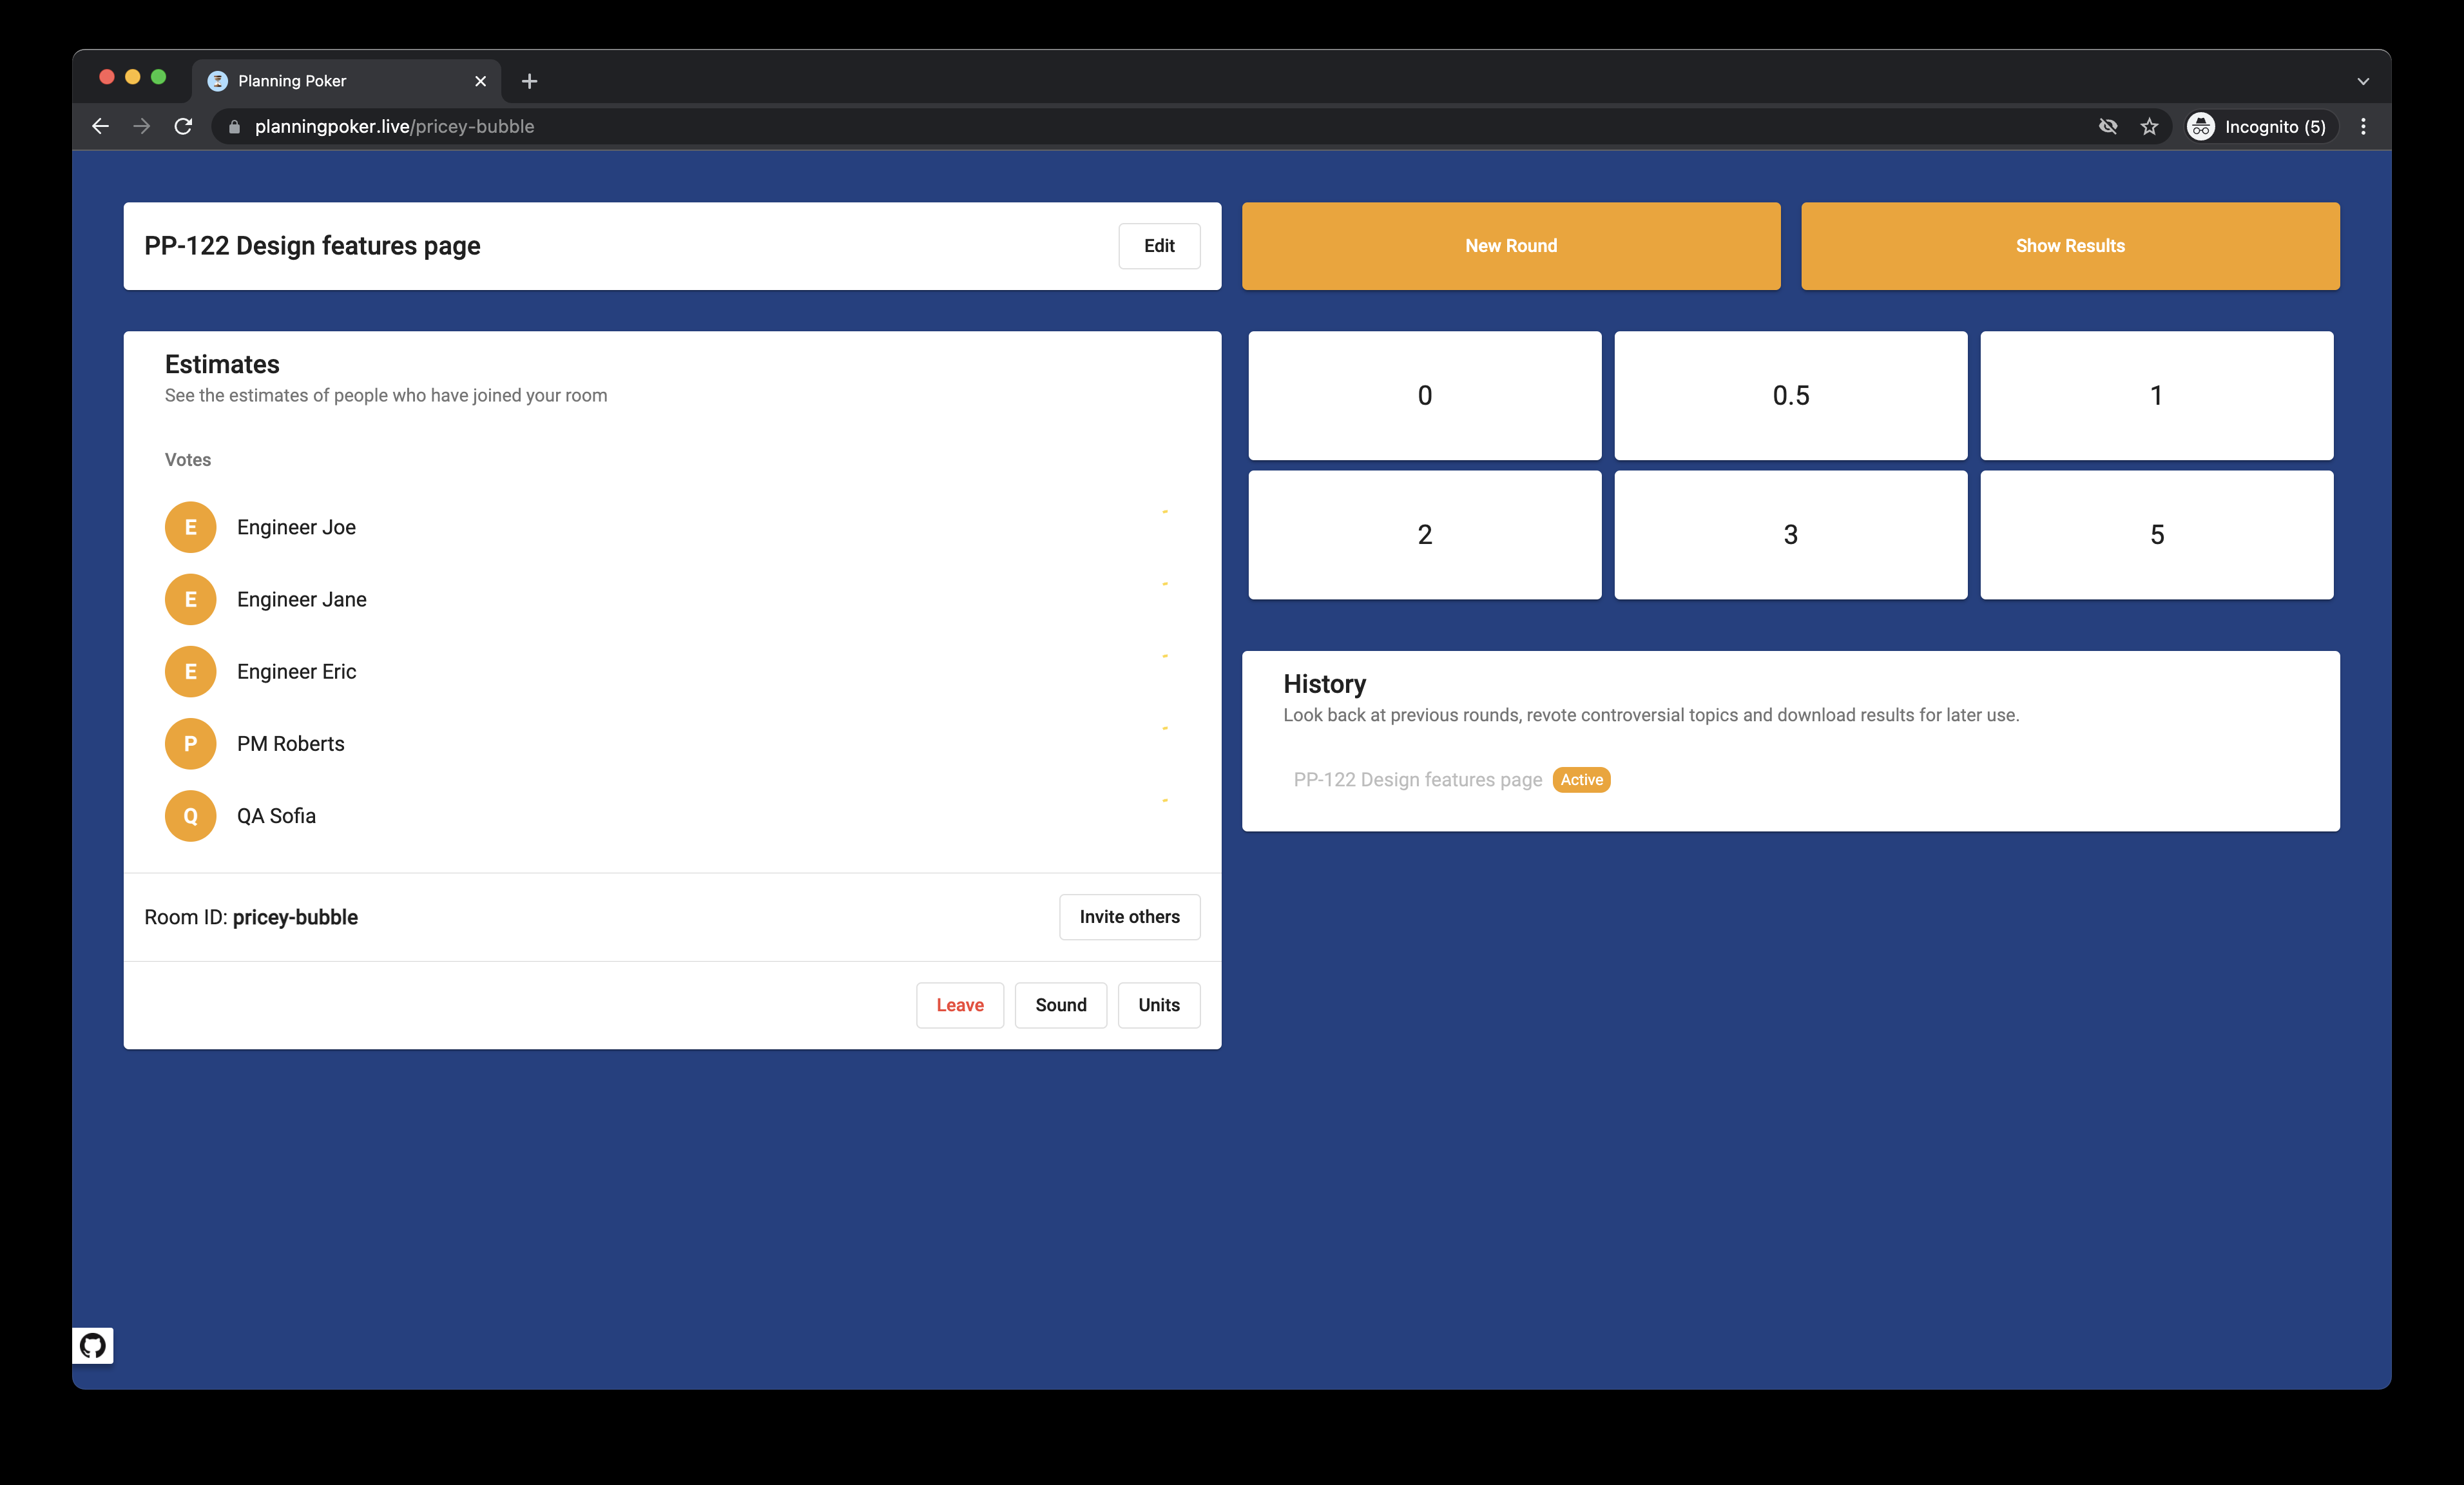 Planning Poker
planningpoker.live/pricey-bubble
Incognito (5)
PP-122 Design features page
Edit
New Round
Show Results
Estimates
See the estimates of people who have joined your room
Votes
E Engineer Joe
E Engineer Jane
E Engineer Eric
P PM Roberts
Q QA Sofia
Room ID: pricey-bubble
Invite others
Leave
Sound
Units
0
0.5
1
2
3
5
History
Look back at previous rounds, revote controversial topics and download results for later use.
PP-122 Design features page
Active